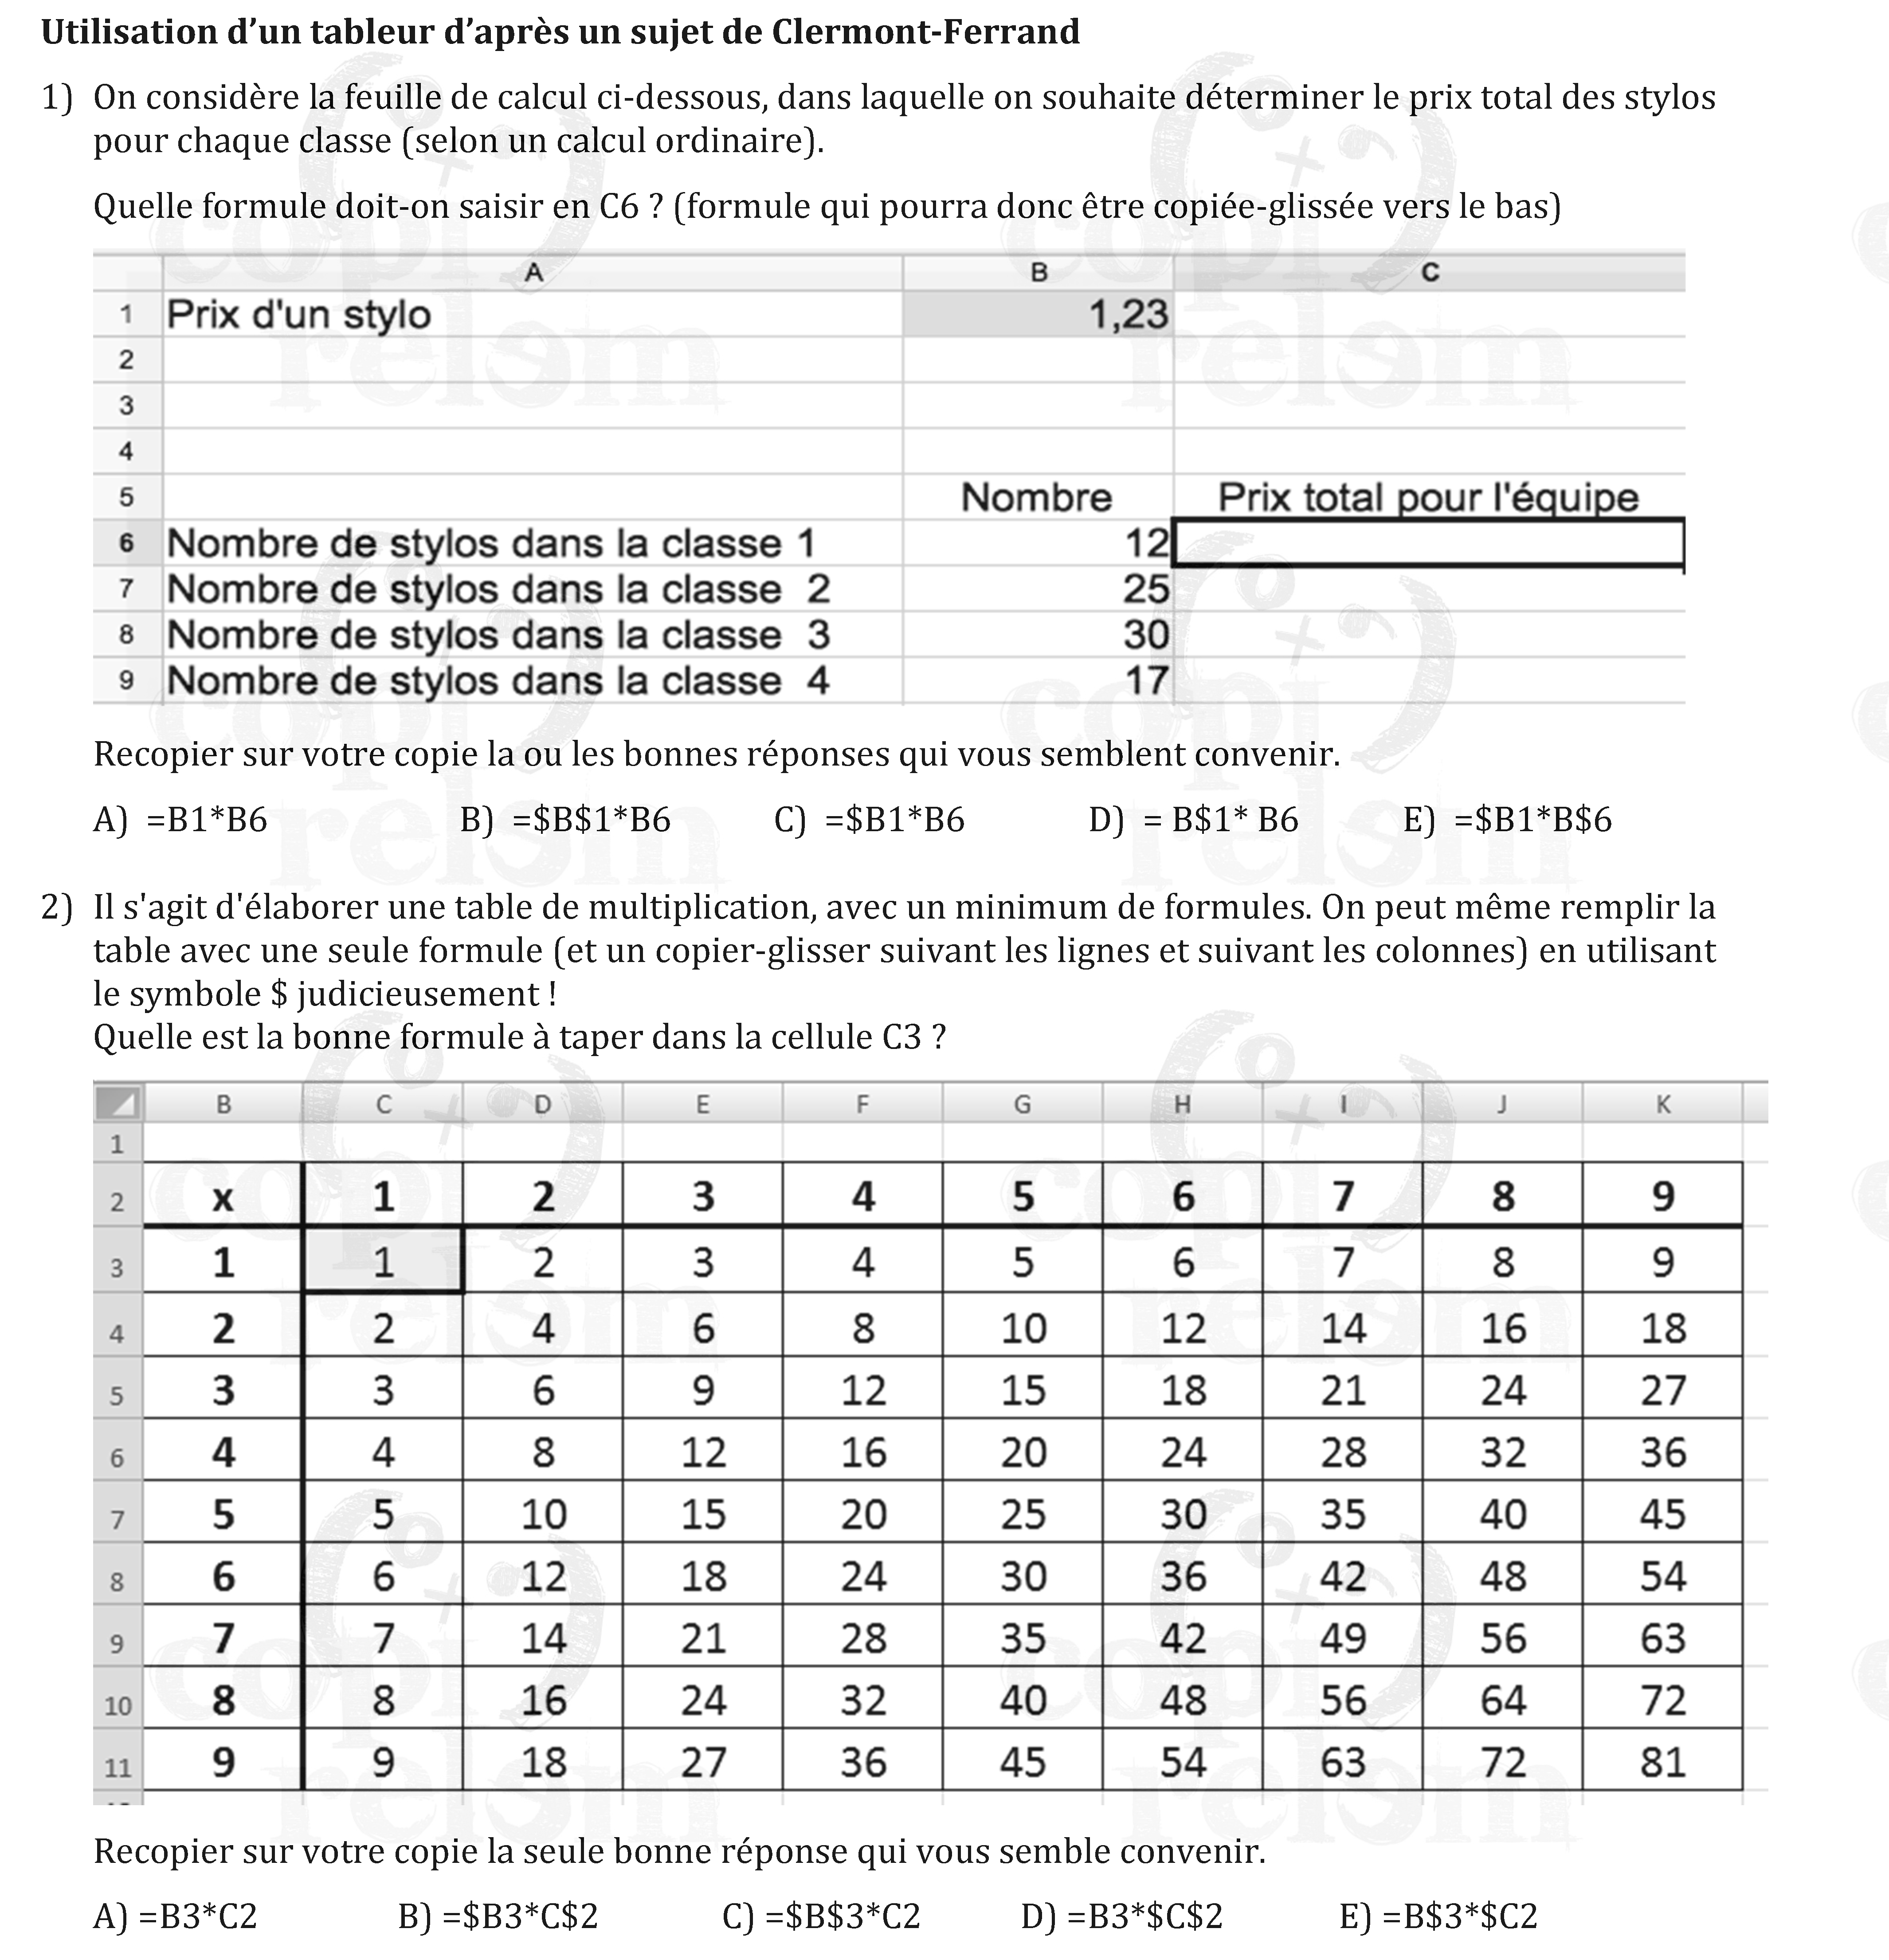 Utilisation d’un tableur d’après un sujet de Clermont-Ferrand
1) On considère la feuille de calcul ci-dessous, dans laquelle on souhaite déterminer le prix total des stylos
pour chaque classe (selon un calcul ordinaire).
Quelle formule doit-on saisir en C6 ? (formule qui pourra donc être copiée-glissée vers le bas)
A B C
1 Prix d'un stylo 1,23
2
3
4
5 Nombre Prix total pour l'équipe
6 Nombre de stylos dans la classe 1 12
7 Nombre de stylos dans la classe 2 25
8 Nombre de stylos dans la classe 3 30
9 Nombre de stylos dans la classe 4 17
Recopier sur votre copie la ou les bonnes réponses qui vous semblent convenir.
A) =B1*B6 B) =$B$1*B6 C) =$B1*B6 D) = B$1* B6 E) =$B1*B$6
2) Il s'agit d'élaborer une table de multiplication, avec un minimum de formules. On peut même remplir la
table avec une seule formule (et un copier-glisser suivant les lignes et suivant les colonnes) en utilisant
le symbole $ judicieusement !
Quelle est la bonne formule à taper dans la cellule C3 ?
B C D E F G H I J K
1
2 x 1 2 3 4 5 6 7 8 9
3 1 1 2 3 4 5 6 7 8 9
4 2 2 4 6 8 10 12 14 16 18
5 3 3 6 9 12 15 18 21 24 27
6 4 4 8 12 16 20 24 28 32 36
7 5 5 10 15 20 25 30 35 40 45
8 6 6 12 18 24 30 36 42 48 54
9 7 7 14 21 28 35 42 49 56 63
10 8 8 16 24 32 40 48 56 64 72
11 9 9 18 27 36 45 54 63 72 81
Recopier sur votre copie la seule bonne réponse qui vous semble convenir.
A) =B3*C2 B) =$B3*C$2 C) =$B$3*C2 D) =B3*$C$2 E) =B$3*$C2